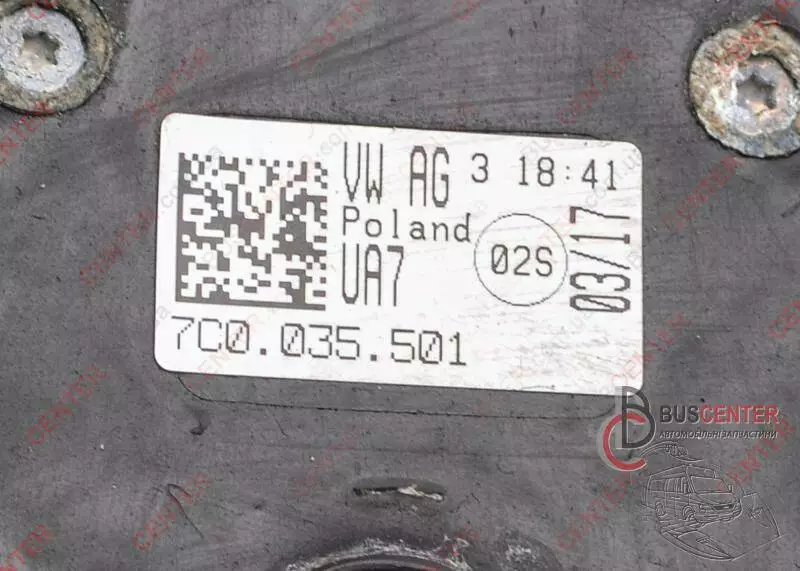 VW AG 3 18:41
Poland
VA7
02S
03/17
7C0.035.501
BUSCENTER
АВТОМОБІЛЬНІ ЗАПЧАСТИНИ